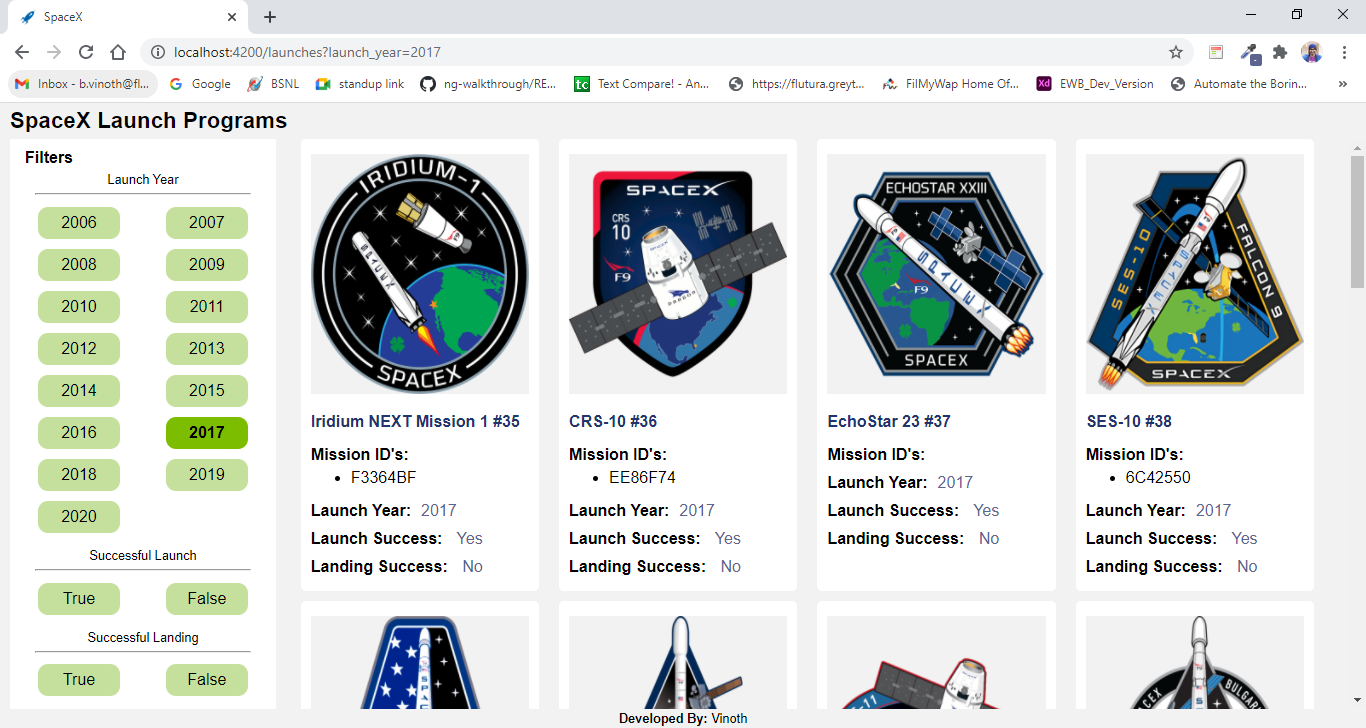 SpaceX
localhost:4200/launches?launch_year=2017
Inbox - b.vinoth@fl... Google BSNL standup link ng-walkthrough/RE... Text Compare! - An... https://flutura.greyt... FilMyWap Home Of... EWB_Dev_Version Automate the Borin... »
SpaceX Launch Programs
Filters
Launch Year
2006 2007
2008 2009
2010 2011
2012 2013
2014 2015
2016 2017
2018 2019
2020
Successful Launch
True False
Successful Landing
True False
IRIDIUM-1
SPACEX
F9
SPACEX
Iridium NEXT Mission 1 #35
Mission ID's:
• F3364BF
Launch Year: 2017
Launch Success: Yes
Landing Success: No
SPACEX
CRS
10
F9
DRAGON
CRS-10 #36
Mission ID's:
• EE86F74
Launch Year: 2017
Launch Success: Yes
Landing Success: No
ECHOSTAR XXIII
SPACEX
F9
SPACEX
EchoStar 23 #37
Mission ID's:
Launch Year: 2017
Launch Success: Yes
Landing Success: No
SES-10
FALCON 9
SPACEX
SPACEX
SES-10 #38
Mission ID's:
• 6C42550
Launch Year: 2017
Launch Success: Yes
Landing Success: No
Developed By: Vinoth